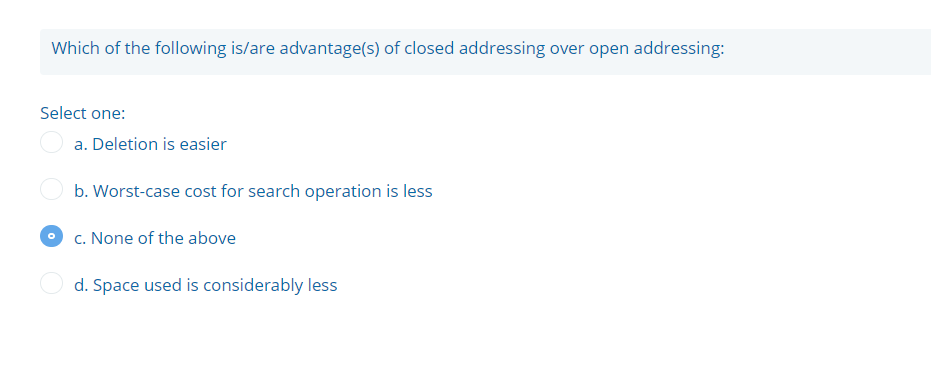 Which of the following is/are advantage(s) of closed addressing over open addressing:
Select one:
a. Deletion is easier
b. Worst-case cost for search operation is less
c. None of the above
d. Space used is considerably less